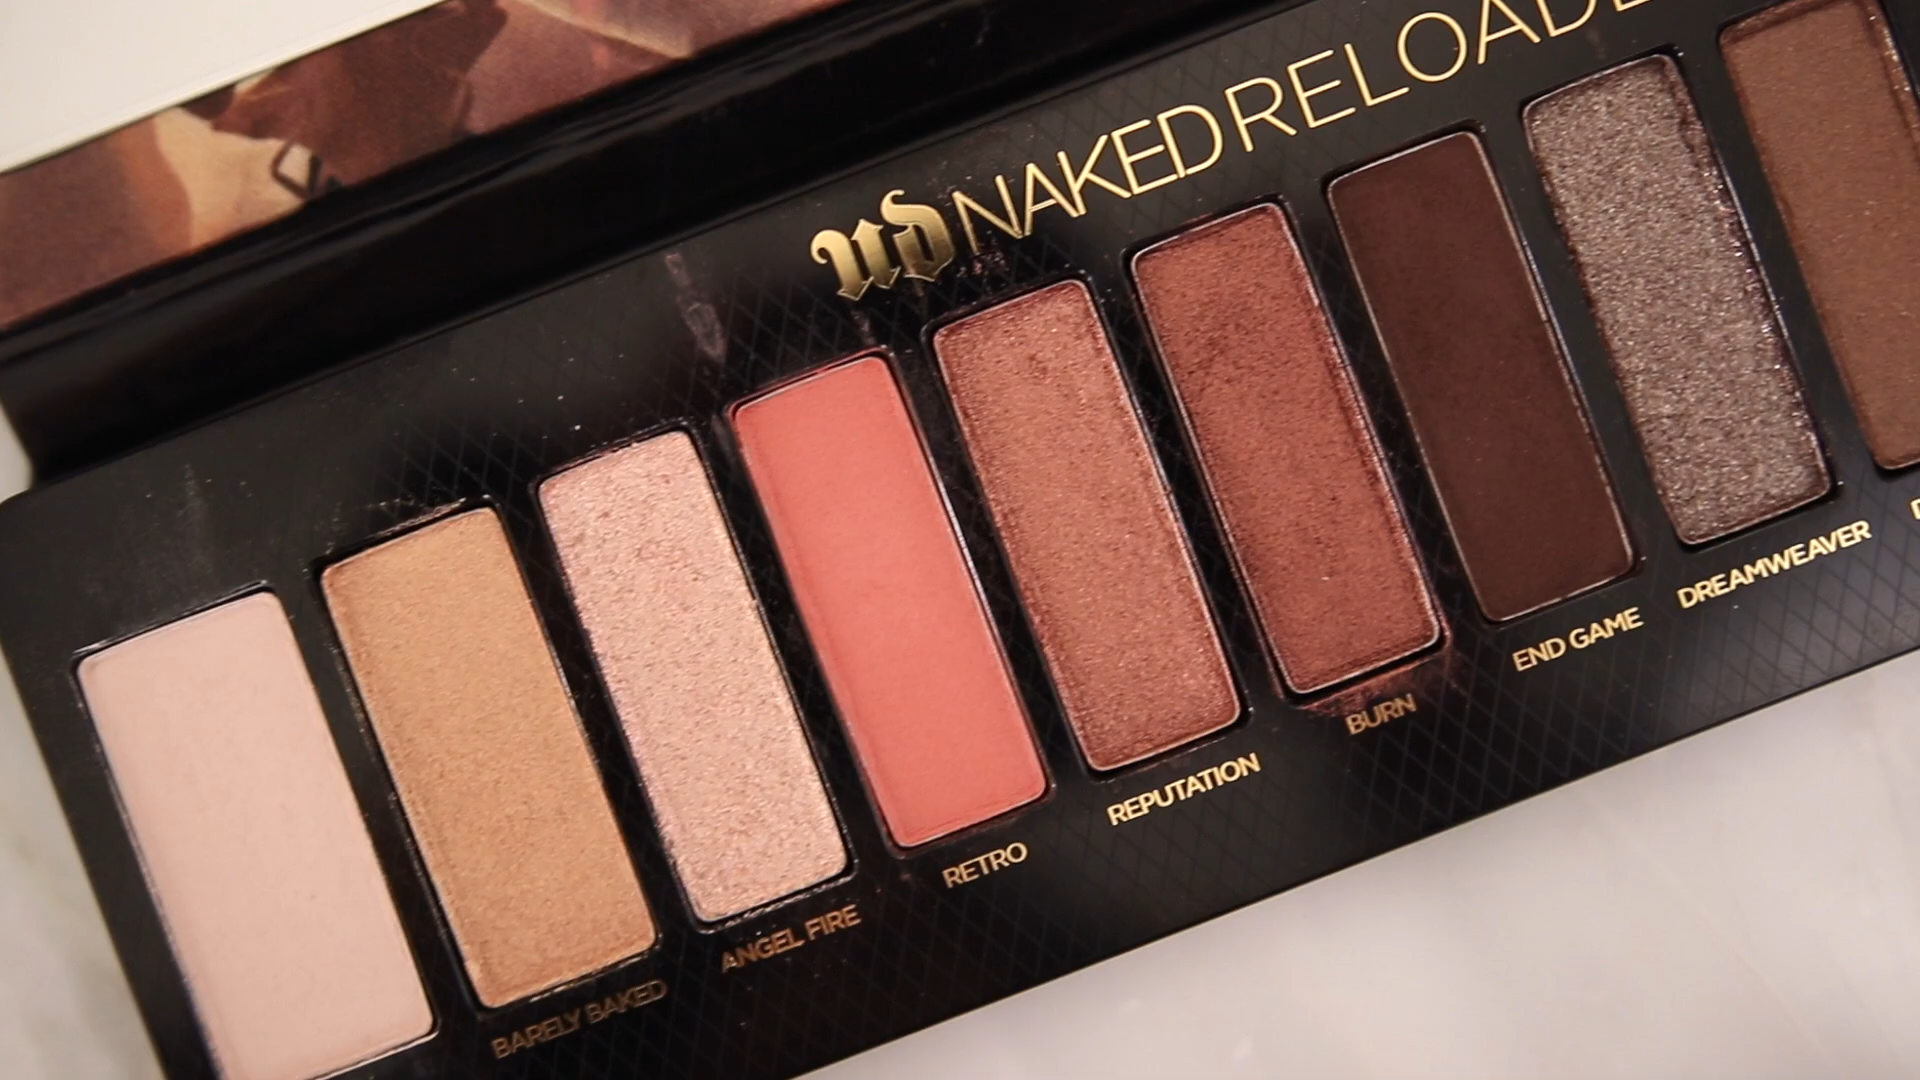 UD NAKED RELOADE
BARELY BAKED
ANGEL FIRE
RETRO
REPUTATION
BURN
END GAME
DREAMWEAVER